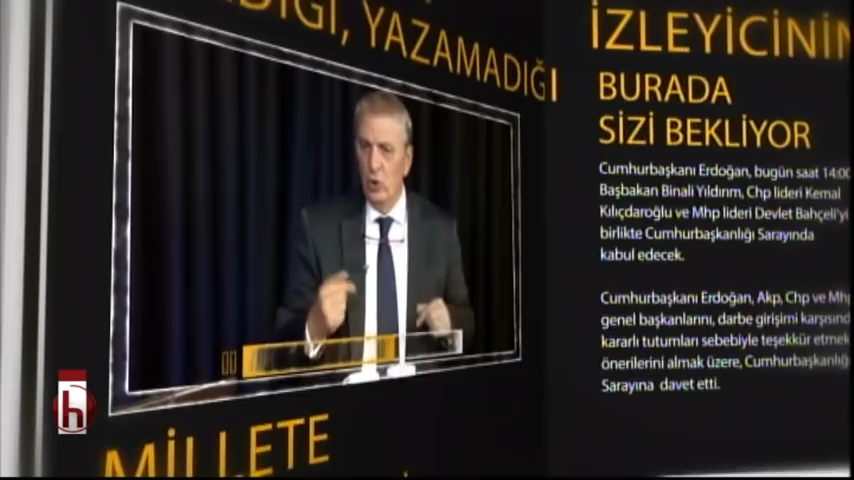 DIĞI, YAZAMADIĞI
İZLEYİCİNİN
BURADA
SİZİ BEKLİYOR
Cumhurbaşkanı Erdoğan, bugün saat 14:00
Başbakan Binali Yıldırım, Chp lideri Kemal
Kılıçdaroğlu ve Mhp lideri Devlet Bahçeli'yi
birlikte Cumhurbaşkanlığı Sarayında
kabul edecek.
Cumhurbaşkanı Erdoğan, Akp, Chp ve Mhp
genel başkanlarını, darbe girişimi karşısınd
kararlı tutumları sebebiyle teşekkür etmek
önerilerini almak üzere, Cumhurbaşkanlığ
Sarayına davet etti.
h
MİLLETE